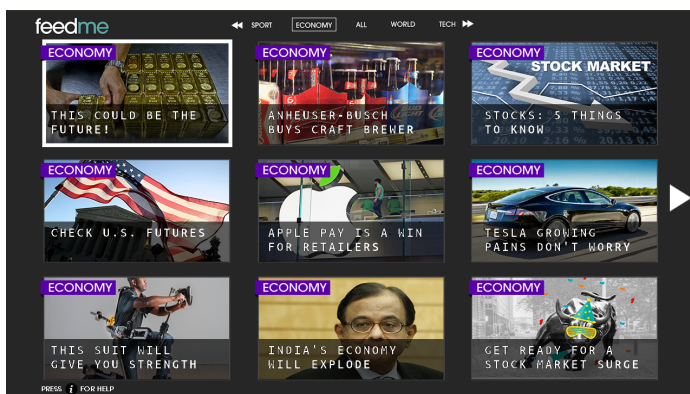 feedme
SPORT ECONOMY ALL WORLD TECH
ECONOMY
THIS COULD BE THE
FUTURE!
ECONOMY
ANHEUSER-BUSCH
BUYS CRAFT BREWER
ECONOMY
STOCK MARKET
STOCKS: 5 THINGS
TO KNOW
ECONOMY
CHECK U.S. FUTURES
ECONOMY
APPLE PAY IS A WIN
FOR RETAILERS
ECONOMY
TESLA GROWING
PAINS DON'T WORRY
ECONOMY
THIS SUIT WILL
GIVE YOU STRENGTH
ECONOMY
INDIA'S ECONOMY
WILL EXPLODE
ECONOMY
GET READY FOR A
STOCK MARKET SURGE
PRESS i FOR HELP